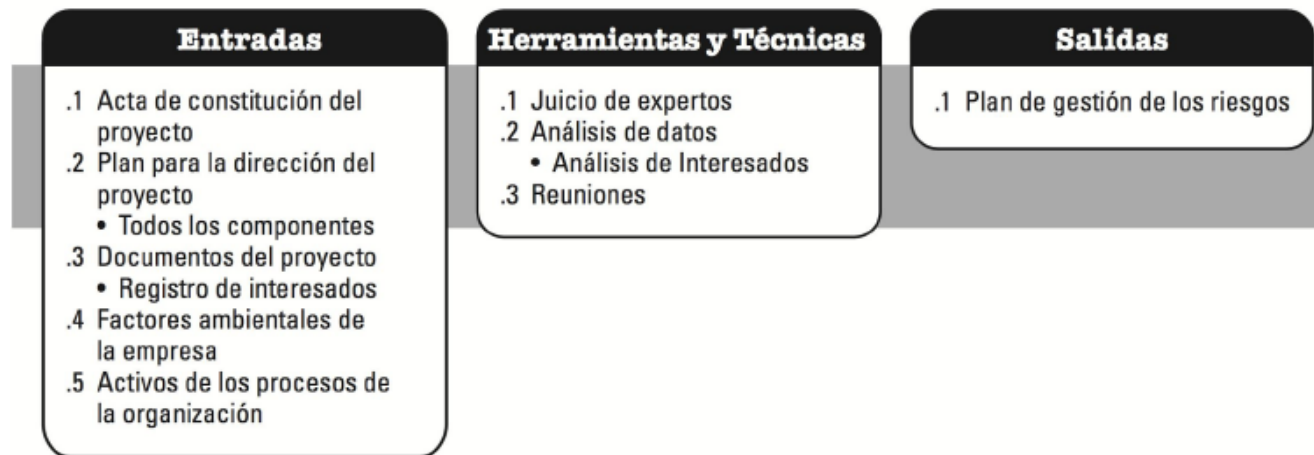 Entradas
.1 Acta de constitución del
proyecto
.2 Plan para la dirección del
proyecto
• Todos los componentes
.3 Documentos del proyecto
• Registro de interesados
.4 Factores ambientales de
la empresa
.5 Activos de los procesos de
la organización
Herramientas y Técnicas
.1 Juicio de expertos
.2 Análisis de datos
• Análisis de Interesados
.3 Reuniones
Salidas
.1 Plan de gestión de los riesgos